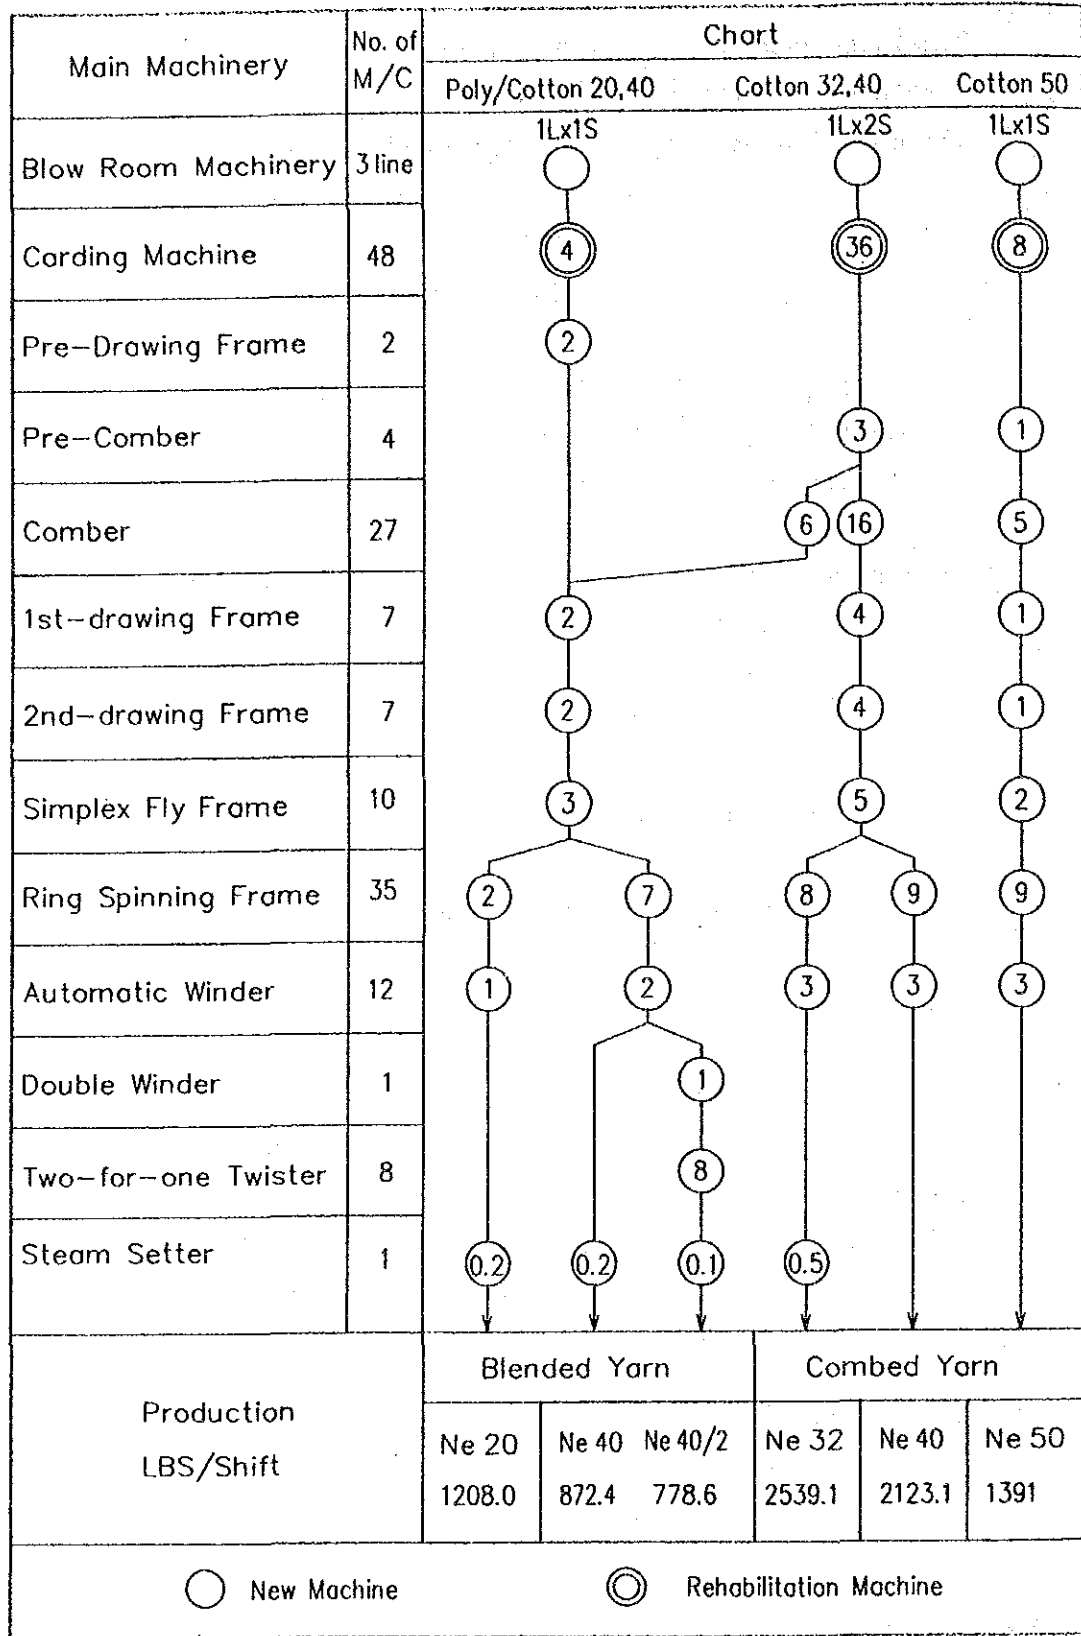 Main Machinery
No. of
M/C
Chart
Poly/Cotton 20,40 Cotton 32,40 Cotton 50
1Lx1S 1Lx2S 1Lx1S
Blow Room Machinery 3 line
Carding Machine 48 4 36 8
Pre-Drawing Frame 2 2
Pre-Comber 4 3 1
Comber 27 6 16 5
1st-drawing Frame 7 2 4 1
2nd-drawing Frame 7 2 4 1
Simplex Fly Frame 10 3 5 2
Ring Spinning Frame 35 2 7 8 9 9
Automatic Winder 12 1 2 3 3 3
Double Winder 1 1
Two-for-one Twister 8 8
Steam Setter 1 0.2 0.2 0.1 0.5
Production
LBS/Shift
Blended Yarn Combed Yarn
Ne 20 Ne 40 Ne 40/2 Ne 32 Ne 40 Ne 50
1208.0 872.4 778.6 2539.1 2123.1 1391
New Machine Rehabilitation Machine